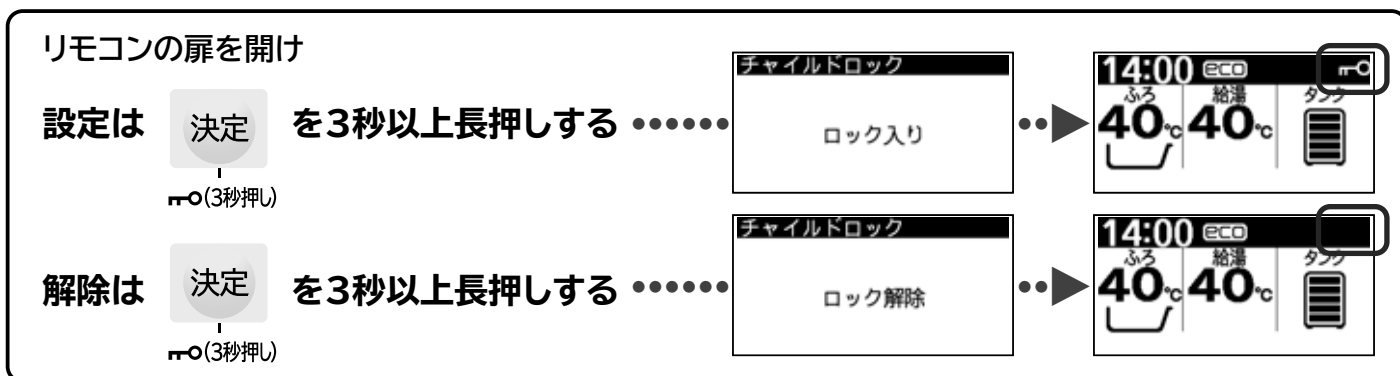 リモコンの扉を開け
設定は 決定 を3秒以上長押しする
(3秒押し)
チャイルドロック
ロック入り
14:00 eco
ふろ 給湯 タンク
40℃ 40℃
解除は 決定 を3秒以上長押しする
(3秒押し)
チャイルドロック
ロック解除
14:00 eco
ふろ 給湯 タンク
40℃ 40℃